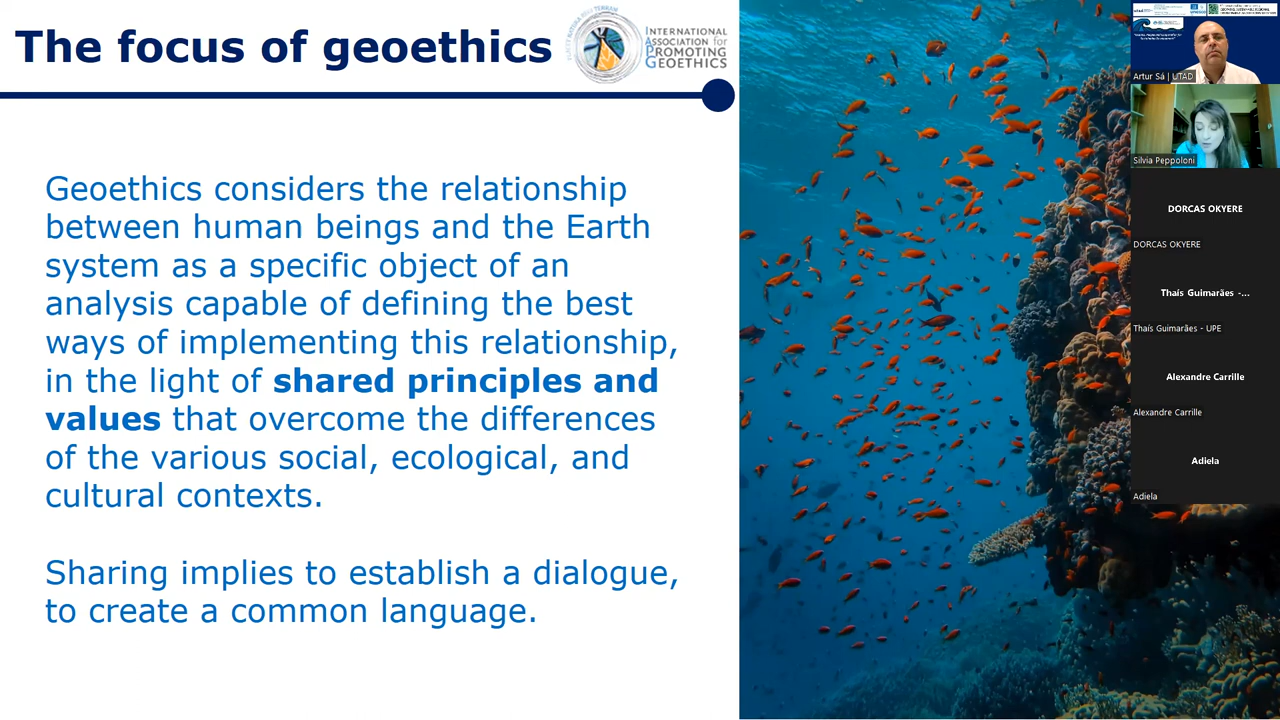 The focus of geoethics
INTERNATIONAL
ASSOCIATION for
PROMOTING
GEOETHICS
Geoethics considers the relationship
between human beings and the Earth
system as a specific object of an
analysis capable of defining the best
ways of implementing this relationship,
in the light of shared principles and
values that overcome the differences
of the various social, ecological, and
cultural contexts.
Sharing implies to establish a dialogue,
to create a common language.
Artur Sá | UTAD
Silvia Peppoloni
DORCAS OKYERE
DORCAS OKYERE
Thaís Guimarães -...
Thaís Guimarães - UPE
Alexandre Carrille
Alexandre Carrille
Adiela
Adiela